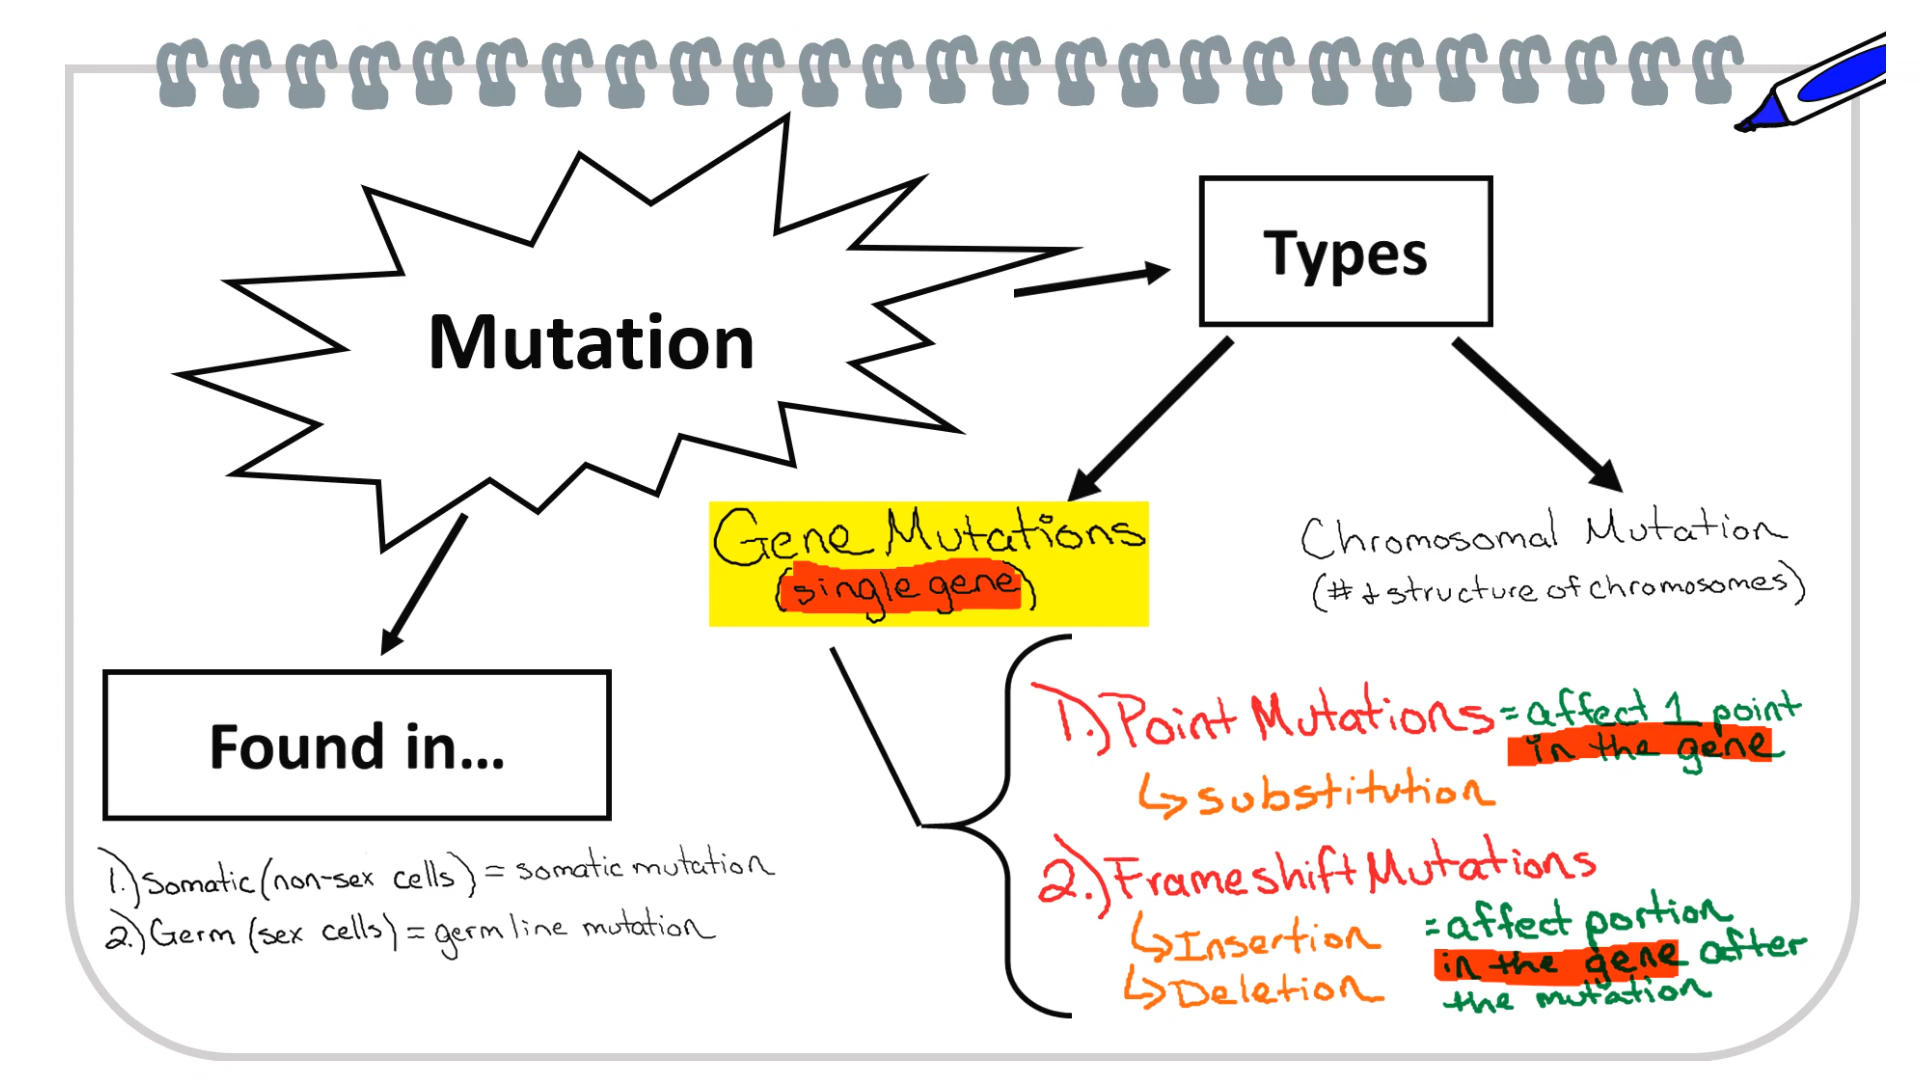 Mutation
Types
Gene Mutations
(single gene)
Chromosomal Mutation
(# & structure of chromosomes)
Found in...
1.) Somatic (non-sex cells) = somatic mutation
2.) Germ (sex cells) = germ line mutation
1.) Point Mutations = affect 1 point
in the gene
↳ substitution
2.) Frameshift Mutations
↳ Insertion
↳ Deletion
= affect portion
in the gene after
the mutation